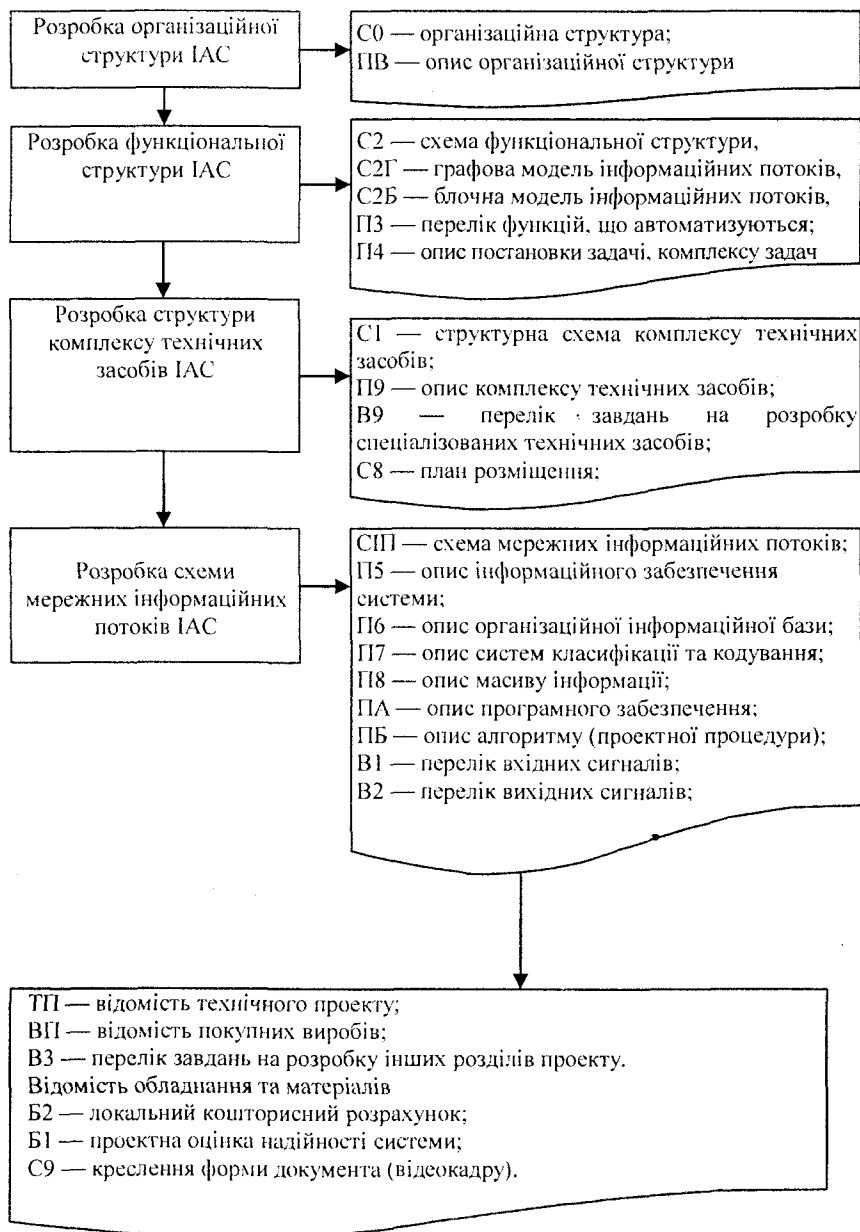 Розробка організаційної
структури ІАС
С0 — організаційна структура;
ПВ — опис організаційної структури
Розробка функціональної
структури ІАС
С2 — схема функціональної структури,
С2Г — графова модель інформаційних потоків,
С2Б — блочна модель інформаційних потоків,
П3 — перелік функцій, що автоматизуються;
П4 — опис постановки задачі, комплексу задач
Розробка структури
комплексу технічних
засобів ІАС
С1 — структурна схема комплексу технічних
засобів;
П9 — опис комплексу технічних засобів;
В9 — перелік завдань на розробку
спеціалізованих технічних засобів;
С8 — план розміщення;
Розробка схеми
мережних інформаційних
потоків ІАС
СІП — схема мережних інформаційних потоків;
П5 — опис інформаційного забезпечення
системи;
П6 — опис організаційної інформаційної бази;
П7 — опис систем класифікації та кодування;
П8 — опис масиву інформації;
ПА — опис програмного забезпечення;
ПБ — опис алгоритму (проектної процедури);
В1 — перелік вхідних сигналів;
В2 — перелік вихідних сигналів;
ТП — відомість технічного проекту;
ВП — відомість покупних виробів;
В3 — перелік завдань на розробку інших розділів проекту.
Відомість обладнання та матеріалів
Б2 — локальний кошторисний розрахунок;
Б1 — проектна оцінка надійності системи;
С9 — креслення форми документа (відеокадру).